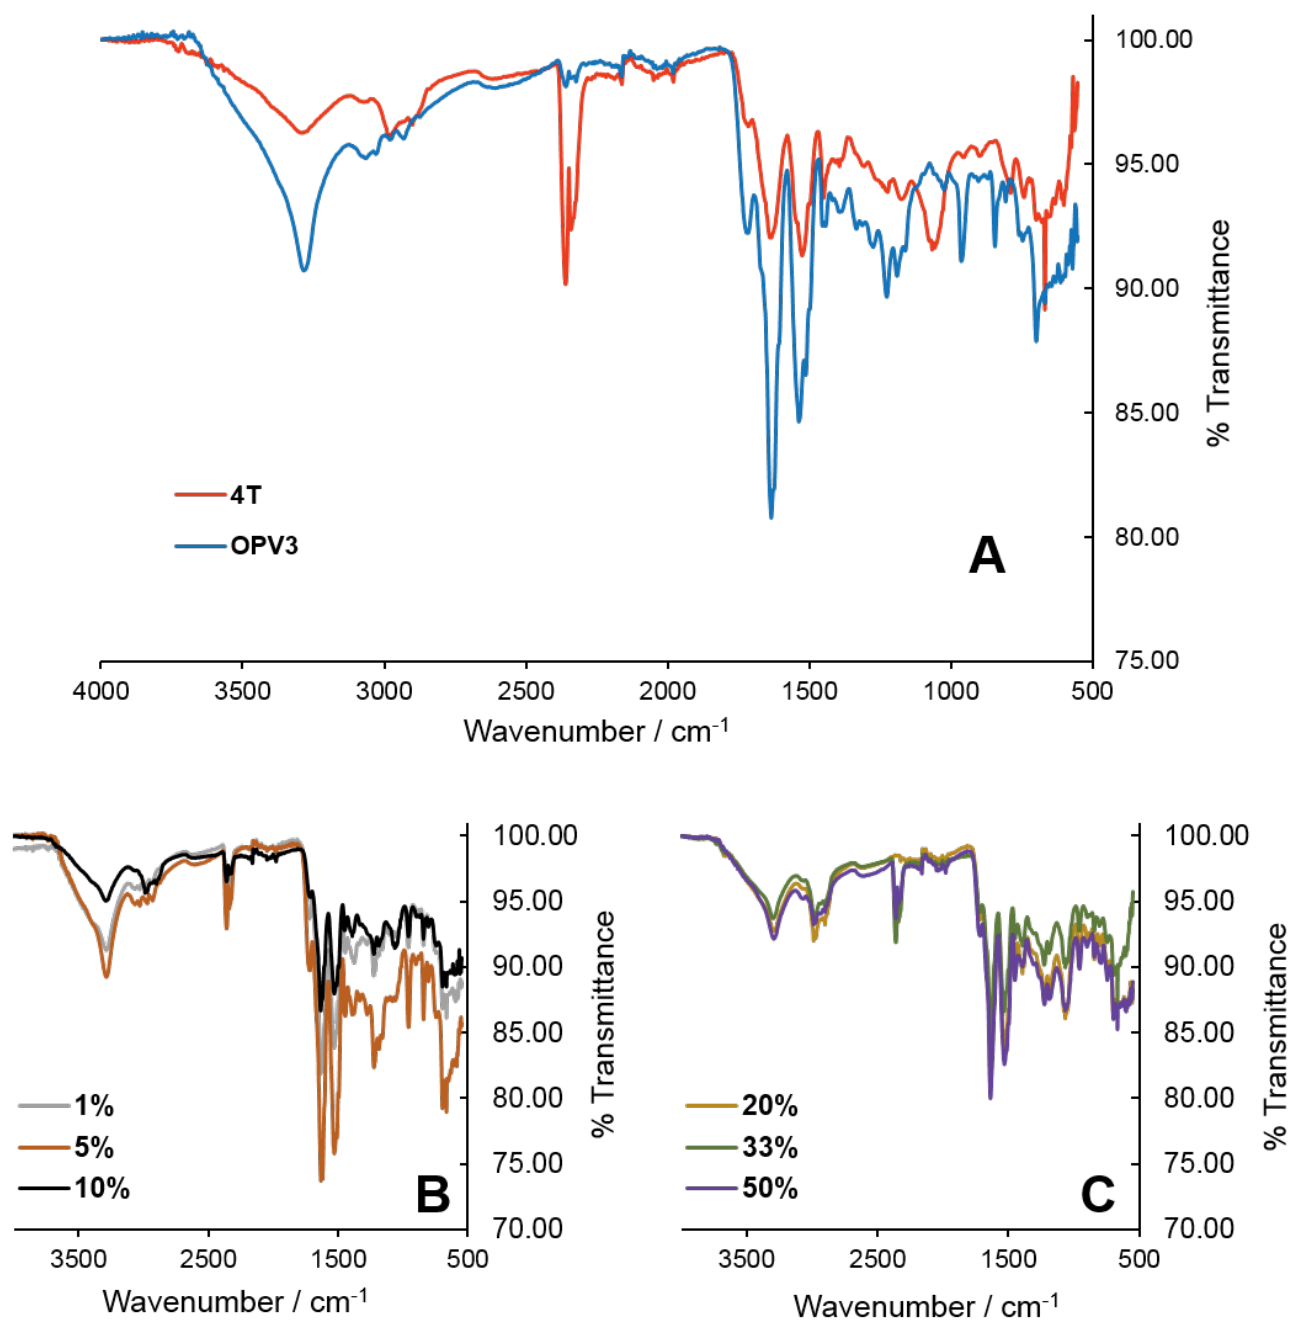 100.00
95.00
90.00
85.00
80.00
75.00
% Transmittance
4T
OPV3
A
4000 3500 3000 2500 2000 1500 1000 500
Wavenumber / cm⁻¹
100.00
95.00
90.00
85.00
80.00
75.00
70.00
% Transmittance
1%
5%
10%
B
3500 2500 1500 500
Wavenumber / cm⁻¹
100.00
95.00
90.00
85.00
80.00
75.00
70.00
% Transmittance
20%
33%
50%
C
3500 2500 1500 500
Wavenumber / cm⁻¹